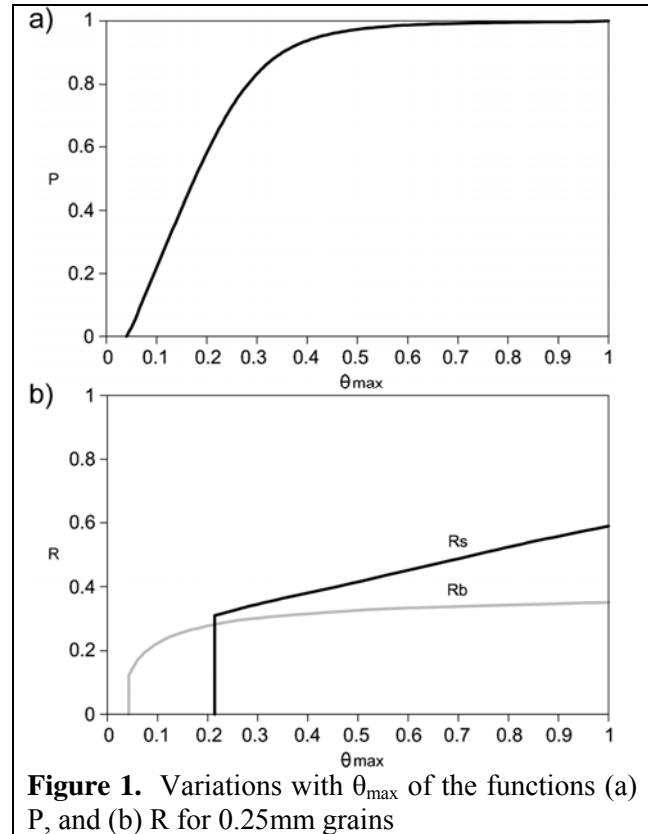 a)
1
0.8
P
0.6
0.4
0.2
0
0 0.1 0.2 0.3 0.4 0.5 0.6 0.7 0.8 0.9 1
θmax
b)
1
0.8
0.6
R
Rs
0.4
Rb
0.2
0
0 0.1 0.2 0.3 0.4 0.5 0.6 0.7 0.8 0.9 1
θmax
Figure 1. Variations with θmax of the functions (a)
P, and (b) R for 0.25mm grains